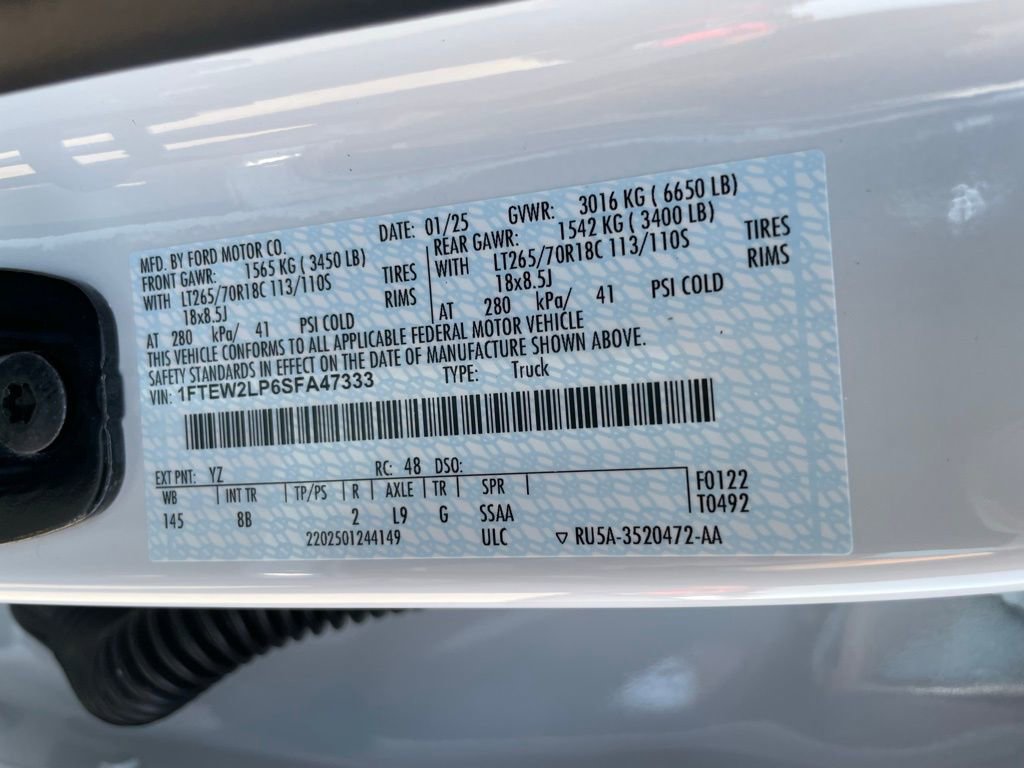 MFD. BY FORD MOTOR CO. DATE: 01/25 GVWR: 3016 KG ( 6650 LB)
FRONT GAWR: 1565 KG ( 3450 LB)
WITH LT265/70R18C 113/110S TIRES
18x8.5J RIMS
AT 280 kPa/ 41 PSI COLD
REAR GAWR: 1542 KG ( 3400 LB)
WITH LT265/70R18C 113/110S TIRES
18x8.5J RIMS
AT 280 kPa/ 41 PSI COLD
THIS VEHICLE CONFORMS TO ALL APPLICABLE FEDERAL MOTOR VEHICLE
SAFETY STANDARDS IN EFFECT ON THE DATE OF MANUFACTURE SHOWN ABOVE.
VIN: 1FTEW2LP6SFA47333 TYPE: Truck
EXT PNT: YZ RC: 48 DSO:
WB INT TR TP/PS R AXLE TR SPR F0122
145 8B 2 L9 G SSAA T0492
2202501244149 ULC ▽ RU5A-3520472-AA